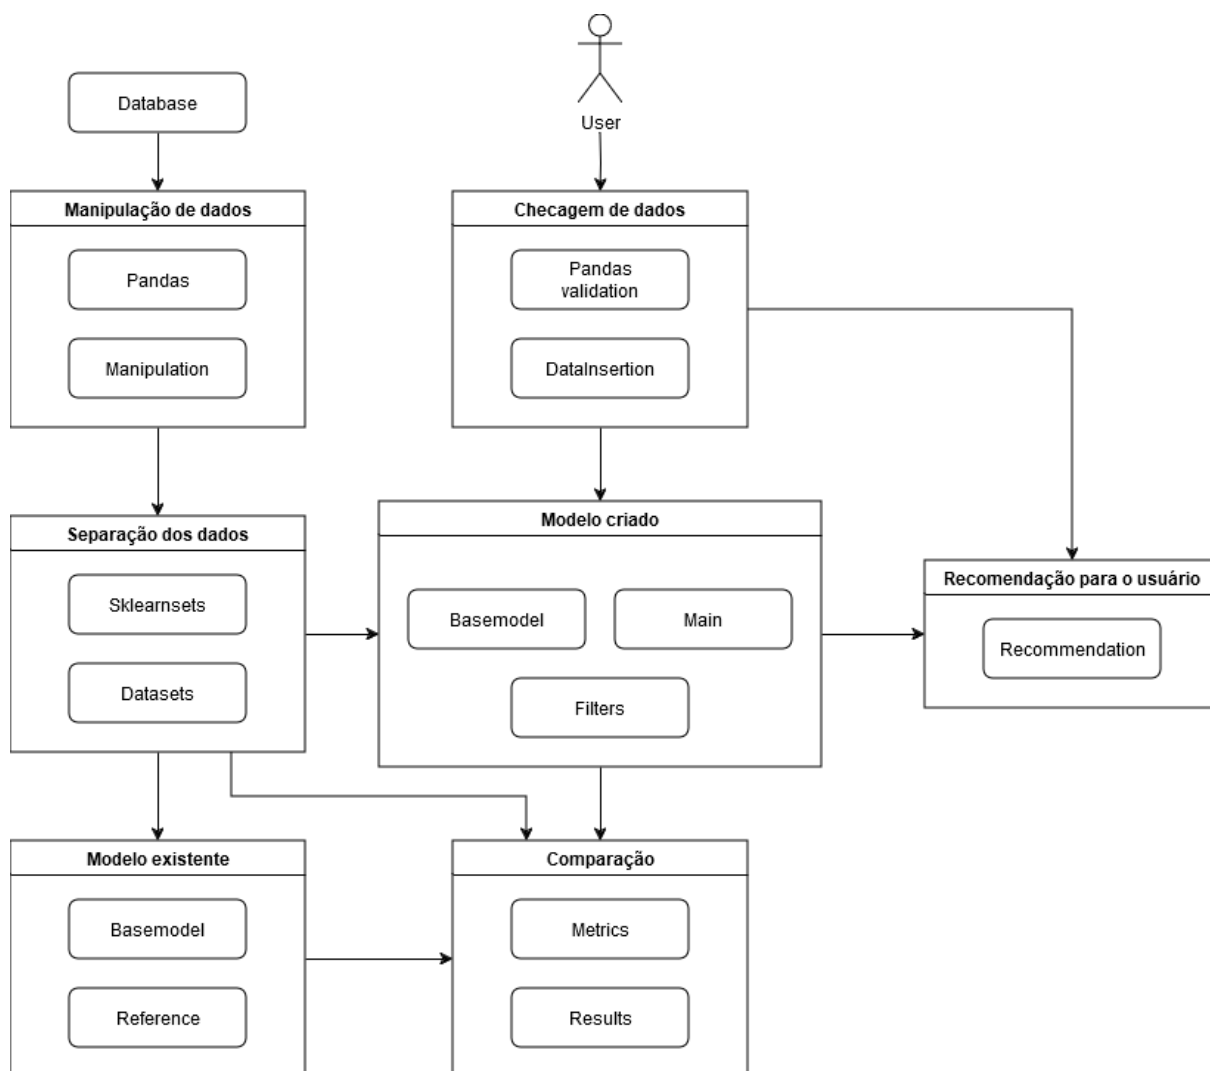 User
Database
Manipulação de dados
Pandas
Manipulation
Checagem de dados
Pandas
validation
DataInsertion
Separação dos dados
Sklearnsets
Datasets
Modelo criado
Basemodel
Main
Filters
Recomendação para o usuário
Recommendation
Modelo existente
Basemodel
Reference
Comparação
Metrics
Results